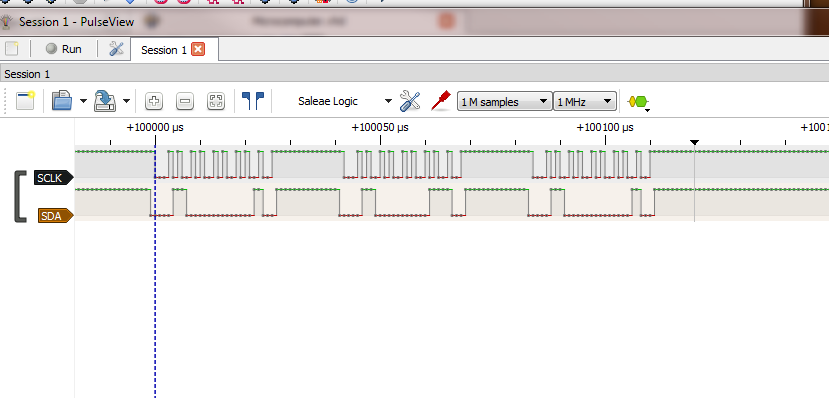 Session 1 - PulseView
Run
Session 1
Session 1
Saleae Logic
1 M samples
1 MHz
+100000 µs
+100050 µs
+100100 µs
SCLK
SDA